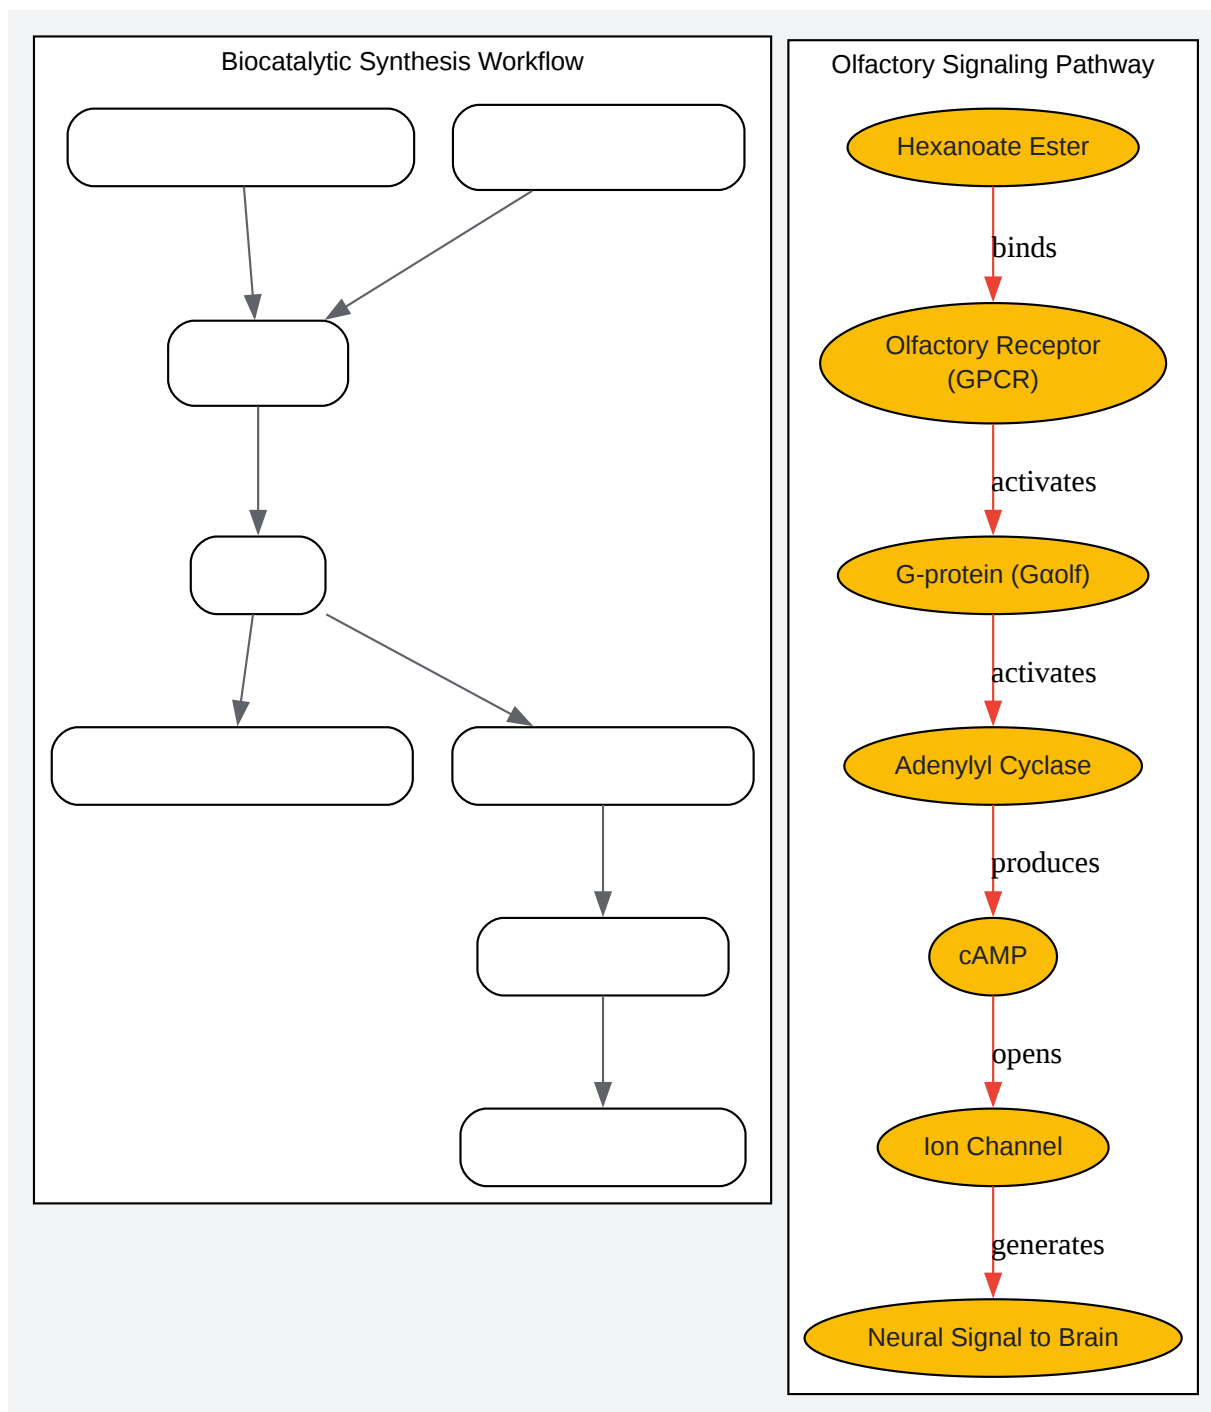 Biocatalytic Synthesis Workflow
Olfactory Signaling Pathway
Hexanoate Ester
binds
Olfactory Receptor
(GPCR)
activates
G-protein (Gαolf)
activates
Adenylyl Cyclase
produces
cAMP
opens
Ion Channel
generates
Neural Signal to Brain